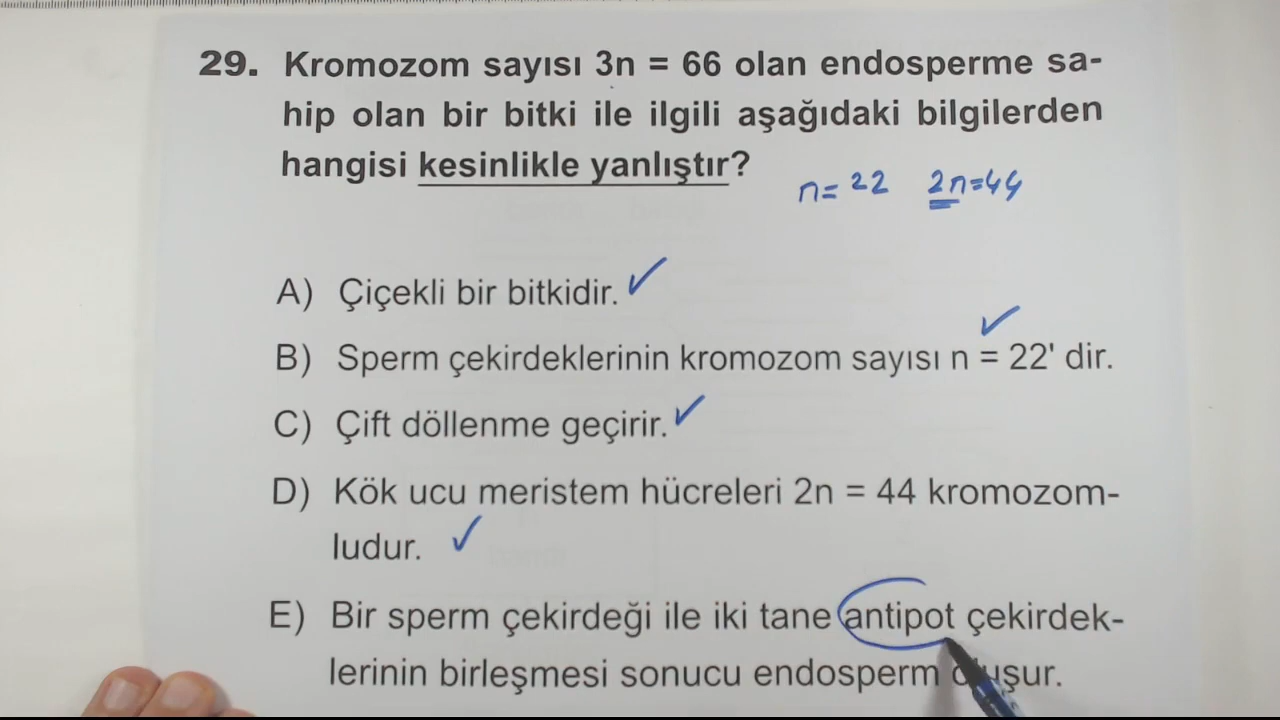 29. Kromozom sayısı 3n = 66 olan endosperme sa-
hip olan bir bitki ile ilgili aşağıdaki bilgilerden
hangisi kesinlikle yanlıştır?
n = 22 2n=44
A) Çiçekli bir bitkidir.
B) Sperm çekirdeklerinin kromozom sayısı n = 22' dir.
C) Çift döllenme geçirir.
D) Kök ucu meristem hücreleri 2n = 44 kromozom-
ludur.
E) Bir sperm çekirdeği ile iki tane antipot çekirdek-
lerinin birleşmesi sonucu endosperm oluşur.